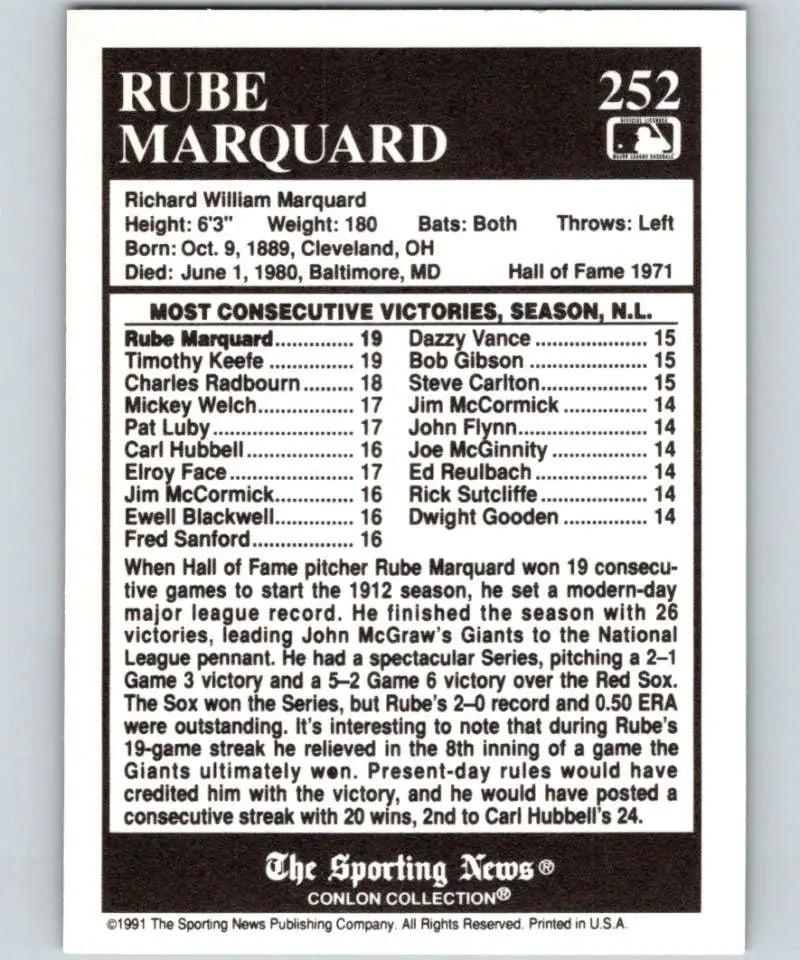 RUBE
MARQUARD
252
OFFICIAL LICENSEE
MAJOR LEAGUE BASEBALL
Richard William Marquard
Height: 6'3" Weight: 180 Bats: Both Throws: Left
Born: Oct. 9, 1889, Cleveland, OH
Died: June 1, 1980, Baltimore, MD Hall of Fame 1971
MOST CONSECUTIVE VICTORIES, SEASON, N.L.
Rube Marquard.............. 19
Timothy Keefe ............... 19
Charles Radbourn......... 18
Mickey Welch................. 17
Pat Luby......................... 17
Carl Hubbell................... 16
Elroy Face...................... 17
Jim McCormick.............. 16
Ewell Blackwell.............. 16
Fred Sanford.................. 16
Dazzy Vance .................... 15
Bob Gibson ..................... 15
Steve Carlton................... 15
Jim McCormick ............... 14
John Flynn....................... 14
Joe McGinnity ................. 14
Ed Reulbach .................... 14
Rick Sutcliffe ................... 14
Dwight Gooden ............... 14
When Hall of Fame pitcher Rube Marquard won 19 consecu-
tive games to start the 1912 season, he set a modern-day
major league record. He finished the season with 26
victories, leading John McGraw's Giants to the National
League pennant. He had a spectacular Series, pitching a 2–1
Game 3 victory and a 5–2 Game 6 victory over the Red Sox.
The Sox won the Series, but Rube's 2–0 record and 0.50 ERA
were outstanding. It's interesting to note that during Rube's
19-game streak he relieved in the 8th inning of a game the
Giants ultimately won. Present-day rules would have
credited him with the victory, and he would have posted a
consecutive streak with 20 wins, 2nd to Carl Hubbell's 24.
The Sporting News®
CONLON COLLECTION®
©1991 The Sporting News Publishing Company. All Rights Reserved. Printed in U.S.A.